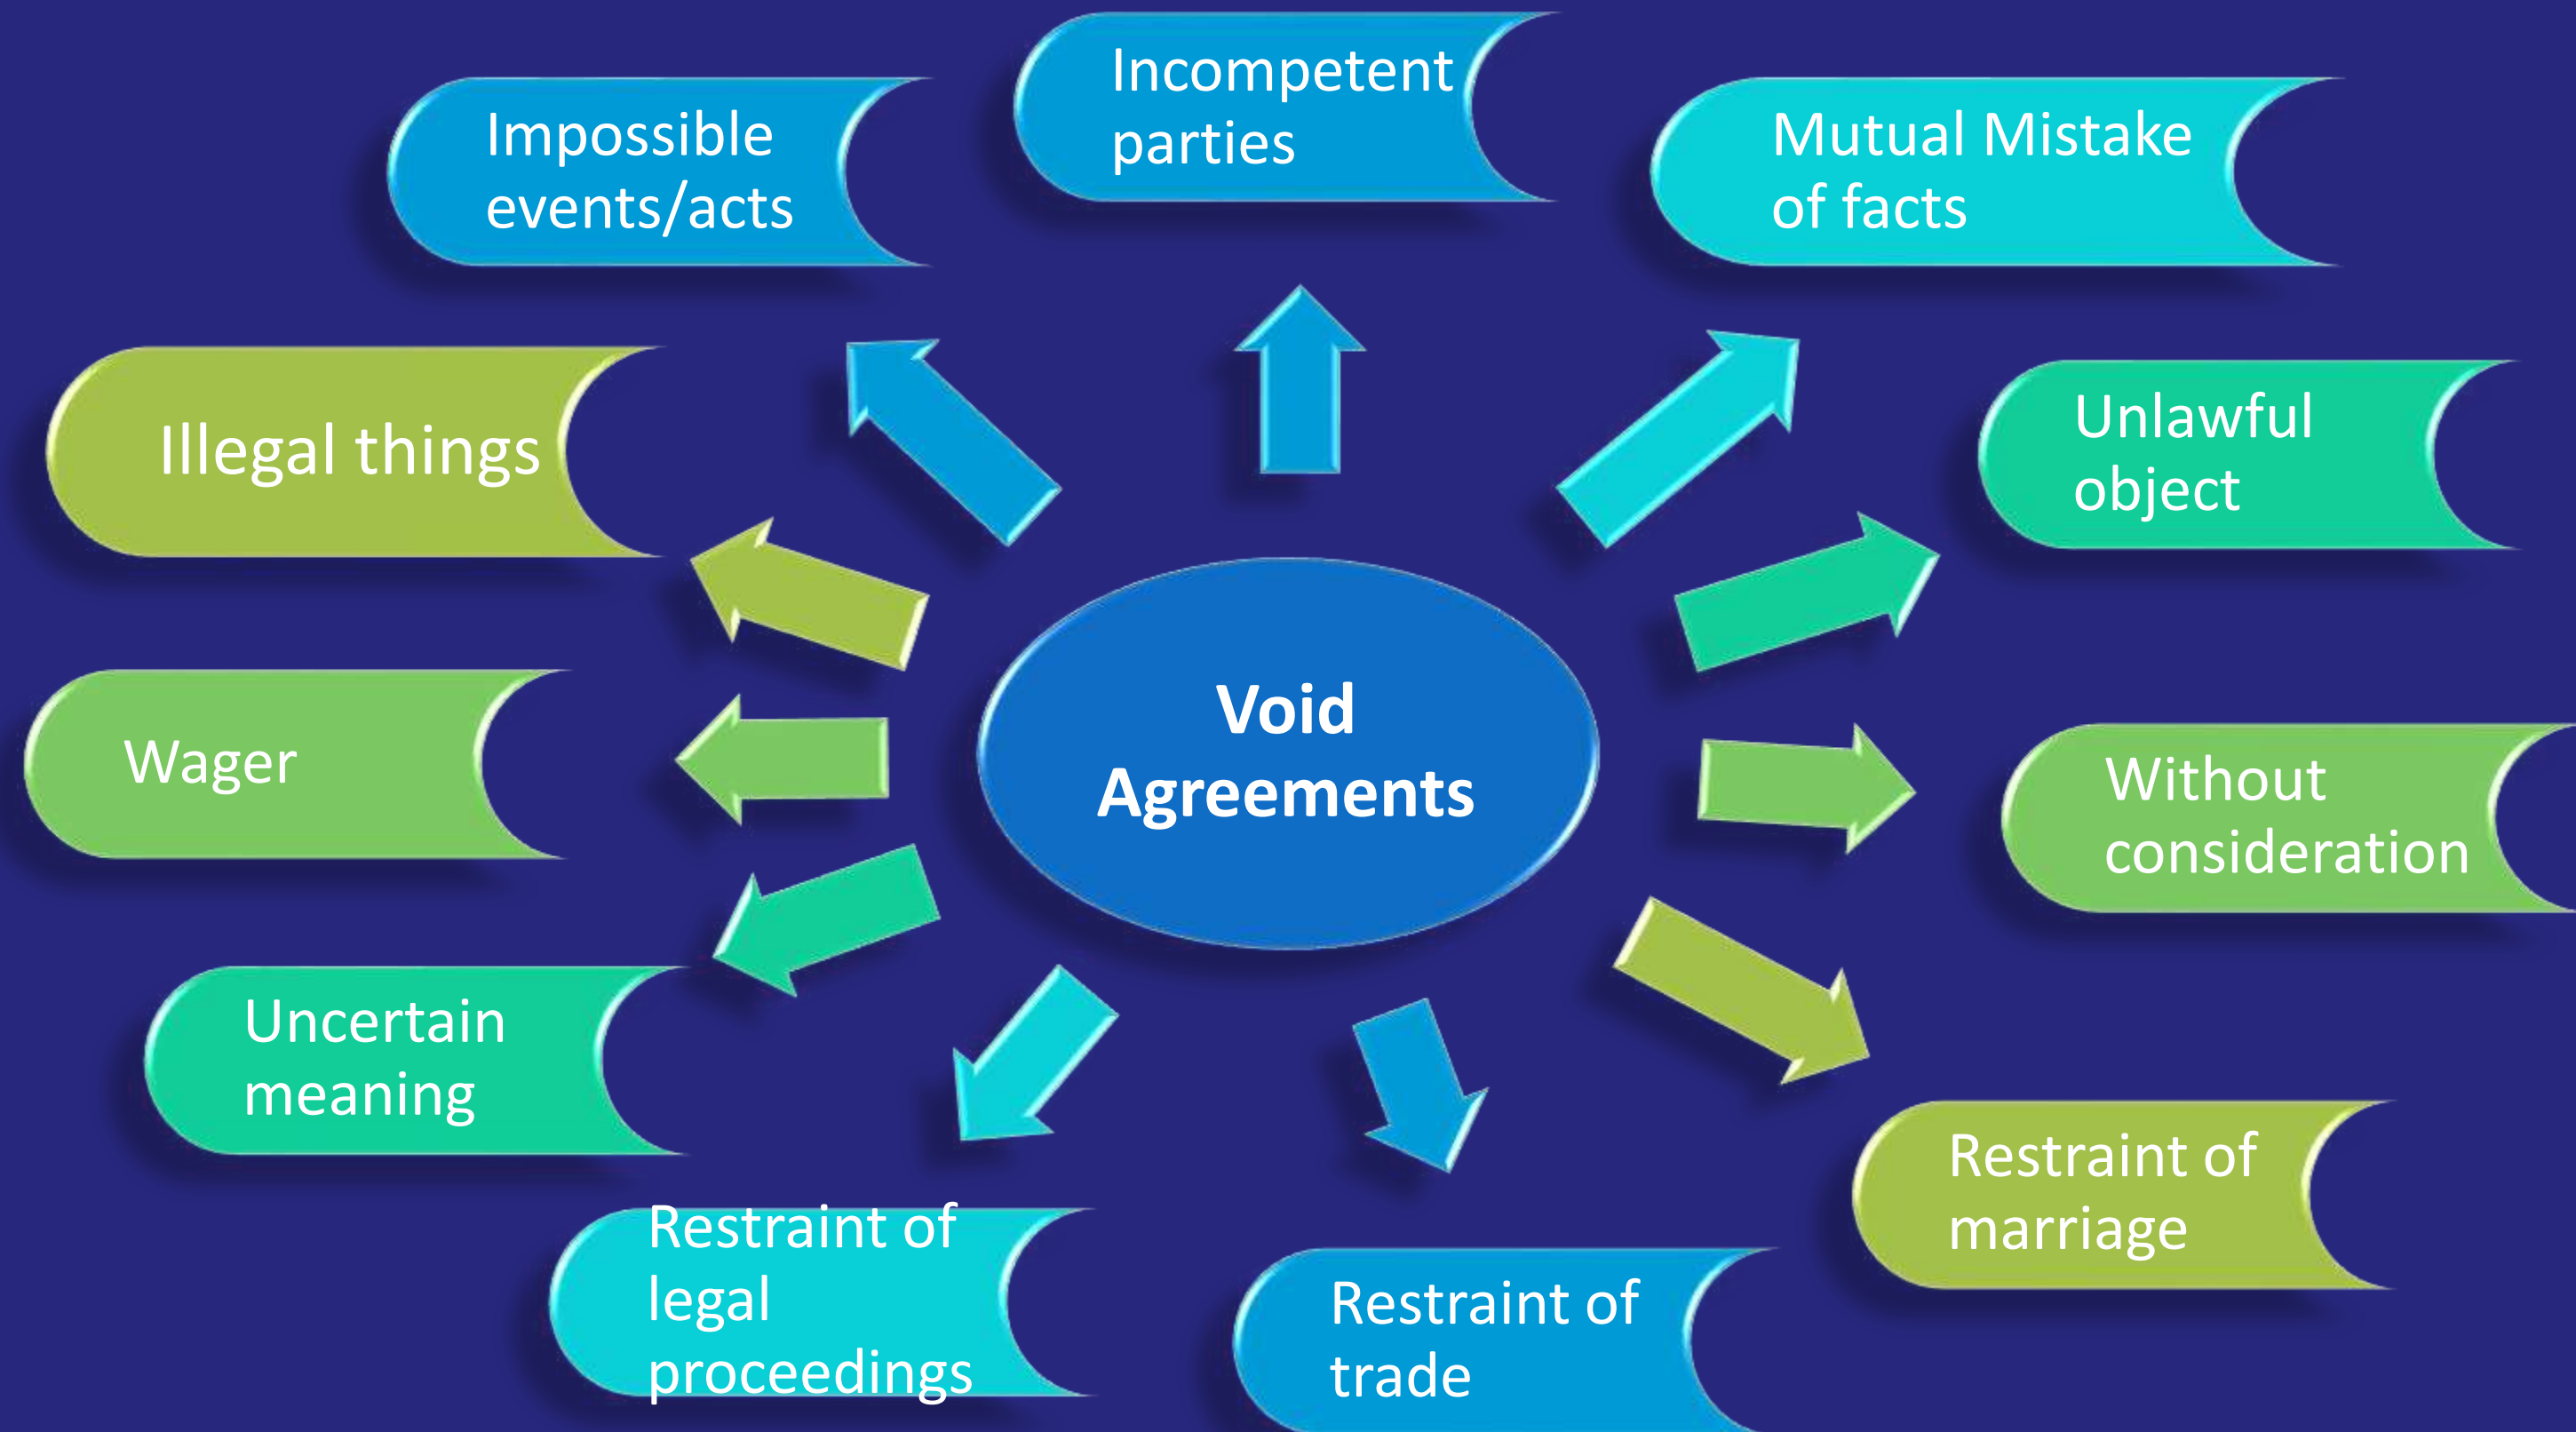 Incompetent
parties
Impossible
events/acts
Mutual Mistake
of facts
Illegal things
Unlawful
object
Wager
Void
Agreements
Without
consideration
Uncertain
meaning
Restraint of
marriage
Restraint of
legal
proceedings
Restraint of
trade